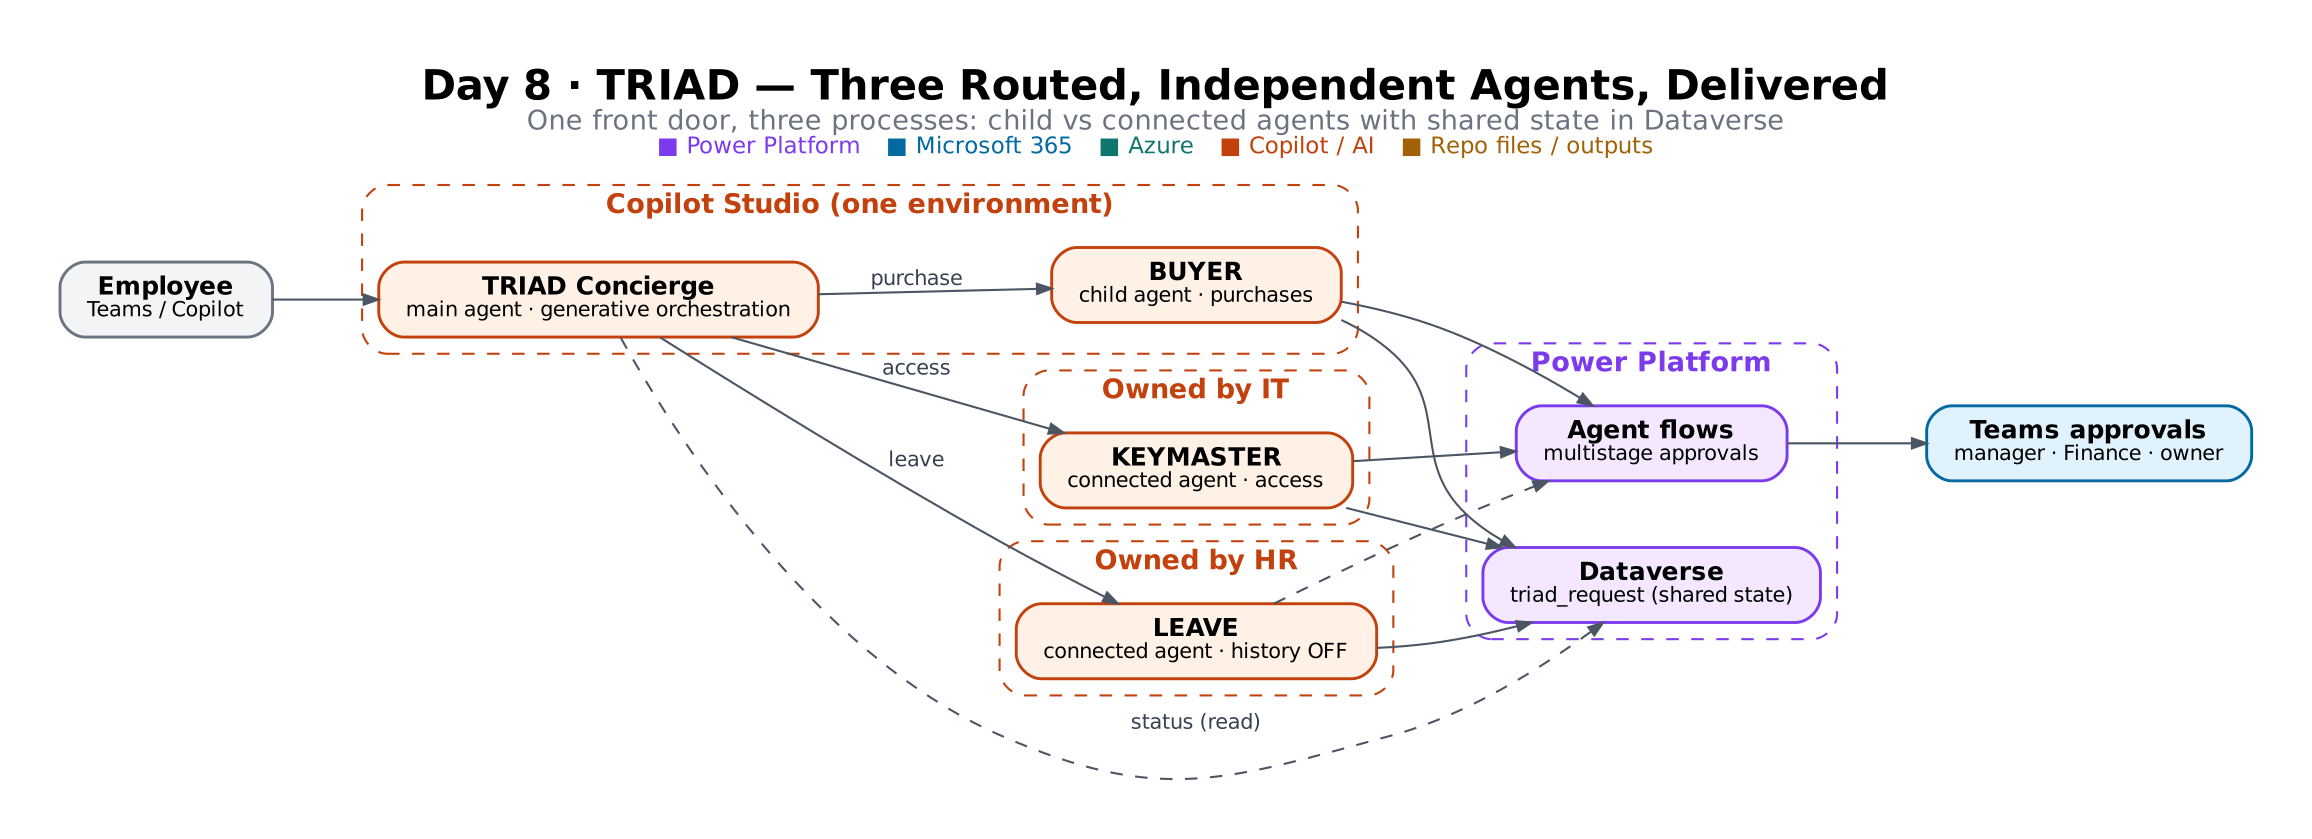 Day 8 · TRIAD — Three Routed, Independent Agents, Delivered
One front door, three processes: child vs connected agents with shared state in Dataverse
Power Platform
Microsoft 365
Azure
Copilot / AI
Repo files / outputs
Copilot Studio (one environment)
Employee
Teams / Copilot
TRIAD Concierge
main agent · generative orchestration
purchase
BUYER
child agent · purchases
access
Owned by IT
KEYMASTER
connected agent · access
leave
Owned by HR
LEAVE
connected agent · history OFF
status (read)
Power Platform
Agent flows
multistage approvals
Dataverse
triad_request (shared state)
Teams approvals
manager · Finance · owner